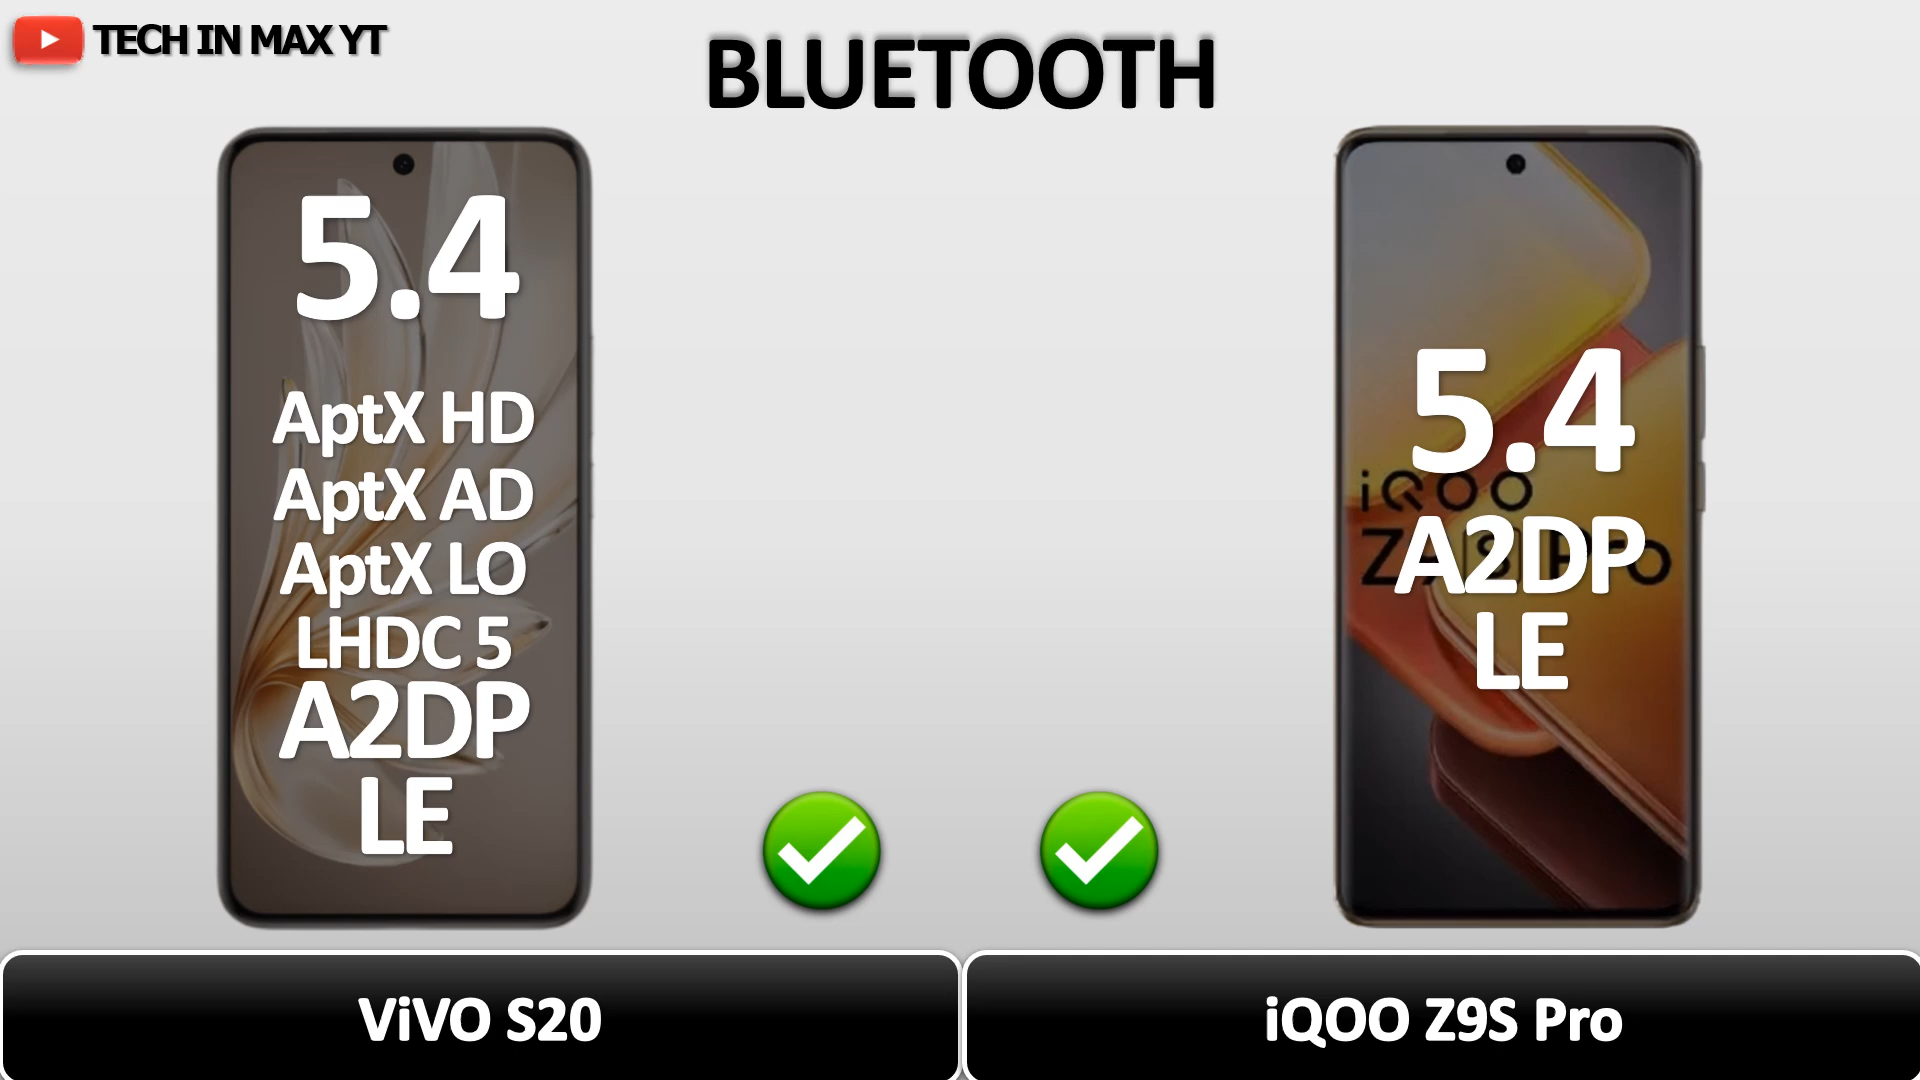 TECH IN MAX YT
BLUETOOTH
5.4
AptX HD
AptX AD
AptX LO
LHDC 5
A2DP
LE
5.4
iQOO
A2DP
LE
ViVO S20
iQOO Z9S Pro